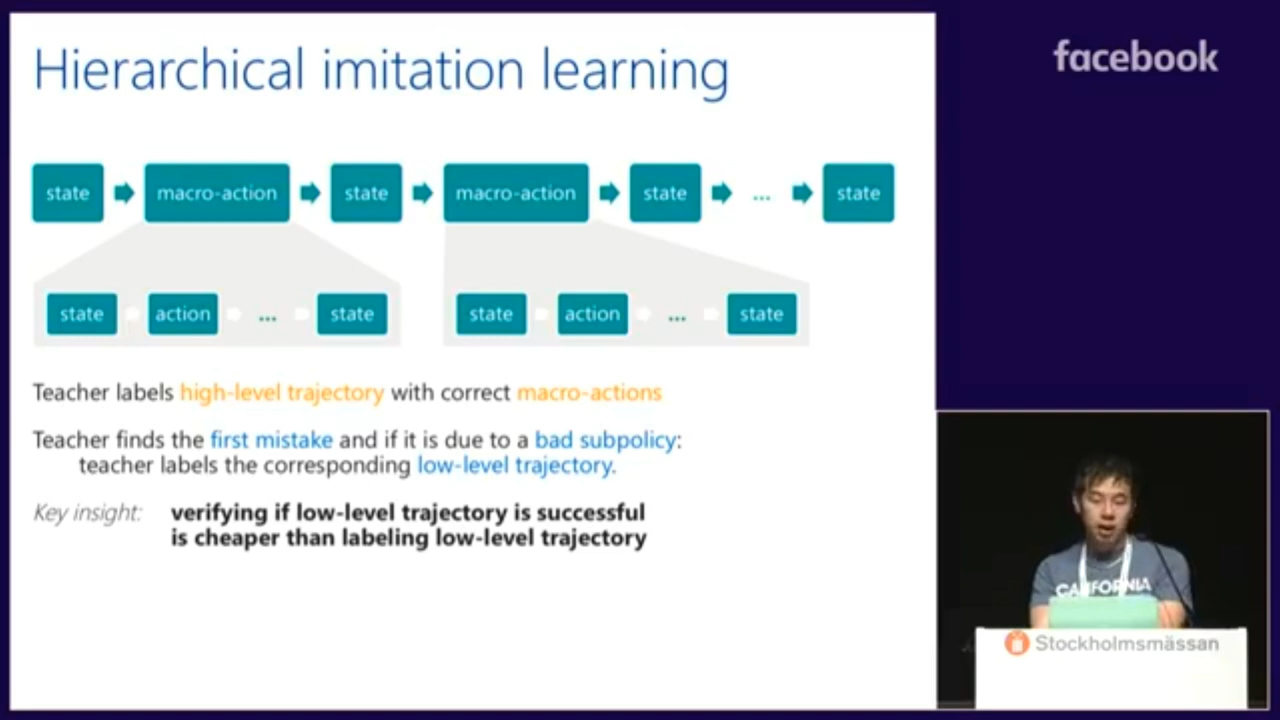 Hierarchical imitation learning
facebook
state macro-action state macro-action state ... state
state action ... state state action ... state
Teacher labels high-level trajectory with correct macro-actions
Teacher finds the first mistake and if it is due to a bad subpolicy:
teacher labels the corresponding low-level trajectory.
Key insight: verifying if low-level trajectory is successful
is cheaper than labeling low-level trajectory
CALIFORNIA
Stockholmsmässan